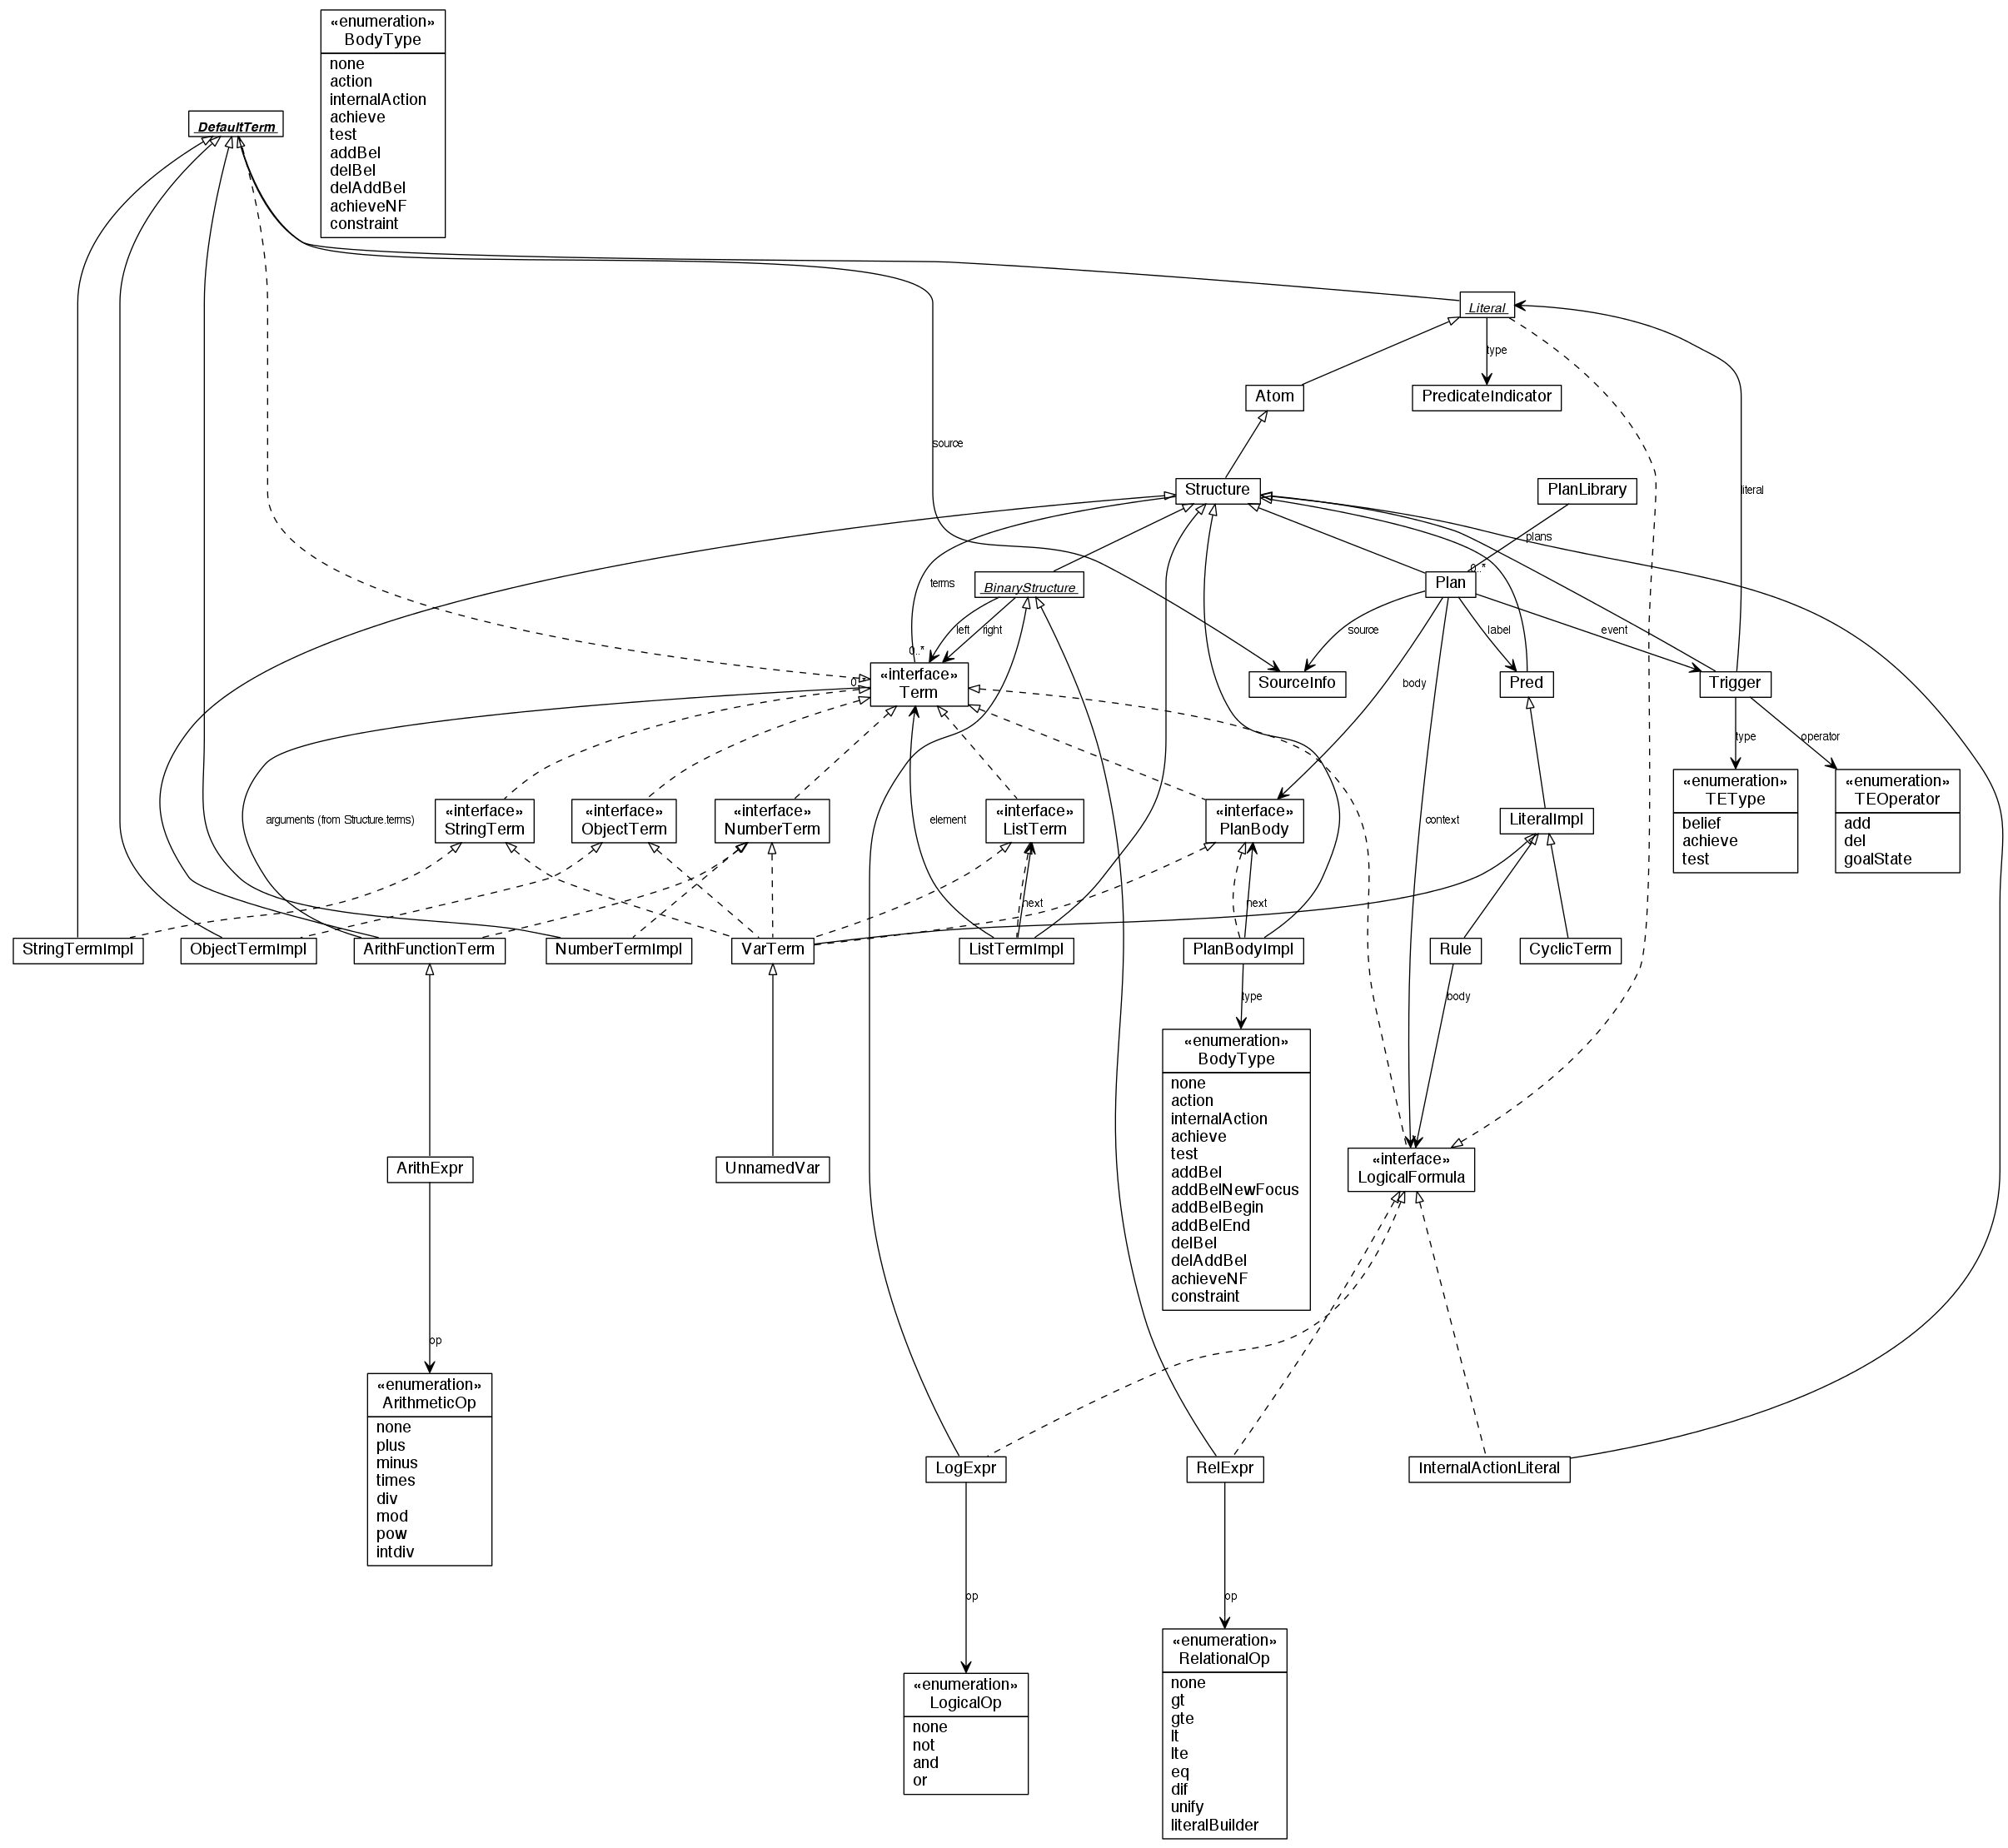 «enumeration»
BodyType
none
action
internalAction
achieve
test
addBel
delBel
delAddBel
achieveNF
constraint
DefaultTerm
Literal
type
Atom
PredicateIndicator
source
literal
Structure
PlanLibrary
plans
0..*
terms
BinaryStructure
Plan
left
right
source
label
event
0..*
«interface»
Term
0..*
SourceInfo
body
Pred
Trigger
type
operator
«enumeration»
TEType
belief
achieve
test
«enumeration»
TEOperator
add
del
goalState
arguments (from Structure.terms)
«interface»
StringTerm
«interface»
ObjectTerm
«interface»
NumberTerm
element
«interface»
ListTerm
«interface»
PlanBody
context
LiteralImpl
next
next
StringTermImpl
ObjectTermImpl
ArithFunctionTerm
NumberTermImpl
VarTerm
ListTermImpl
PlanBodyImpl
Rule
CyclicTerm
type
body
«enumeration»
BodyType
none
action
internalAction
achieve
test
addBel
addBelNewFocus
addBelBegin
addBelEnd
delBel
delAddBel
achieveNF
constraint
ArithExpr
UnnamedVar
«interface»
LogicalFormula
op
«enumeration»
ArithmeticOp
none
plus
minus
times
div
mod
pow
intdiv
LogExpr
RelExpr
InternalActionLiteral
op
op
«enumeration»
LogicalOp
none
not
and
or
«enumeration»
RelationalOp
none
gt
gte
lt
lte
eq
dif
unify
literalBuilder